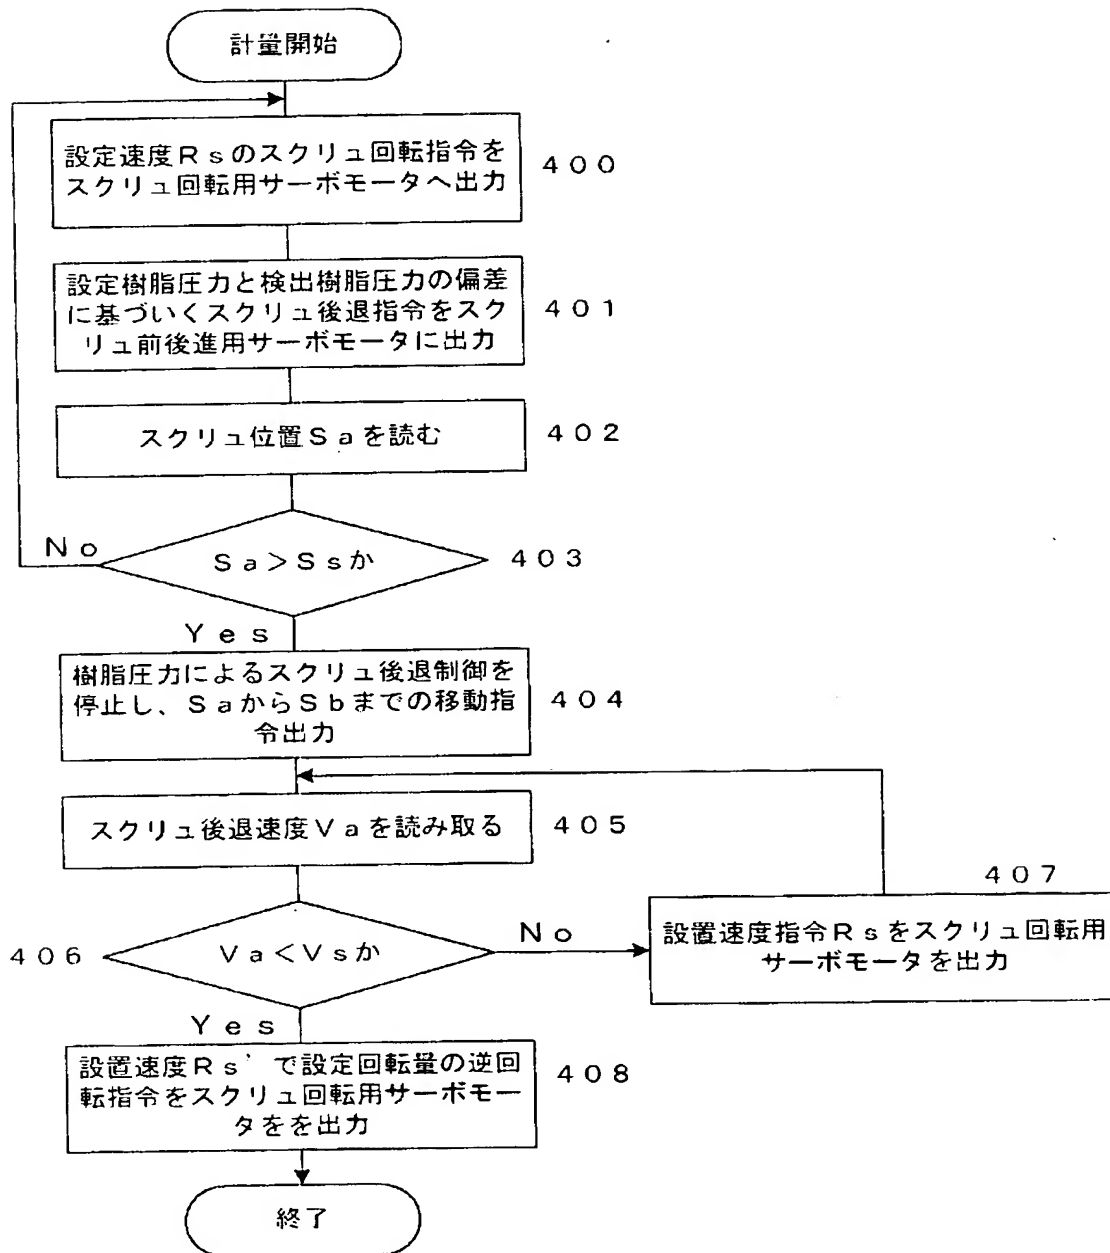 計量開始
設定速度Rsのスクリュ回転指令を
スクリュ回転用サーボモータへ出力
400
設定樹脂圧力と検出樹脂圧力の偏差
に基づいくスクリュ後退指令をスク
リュ前後進用サーボモータに出力
401
スクリュ位置Saを読む
402
No
Sa>Ssか
403
Yes
樹脂圧力によるスクリュ後退制御を
停止し、SaからSbまでの移動指
令出力
404
スクリュ後退速度Vaを読み取る
405
406
Va<Vsか
No
407
設置速度指令Rsをスクリュ回転用
サーボモータを出力
Yes
設置速度Rs'で設定回転量の逆回
転指令をスクリュ回転用サーボモー
タをを出力
408
終了